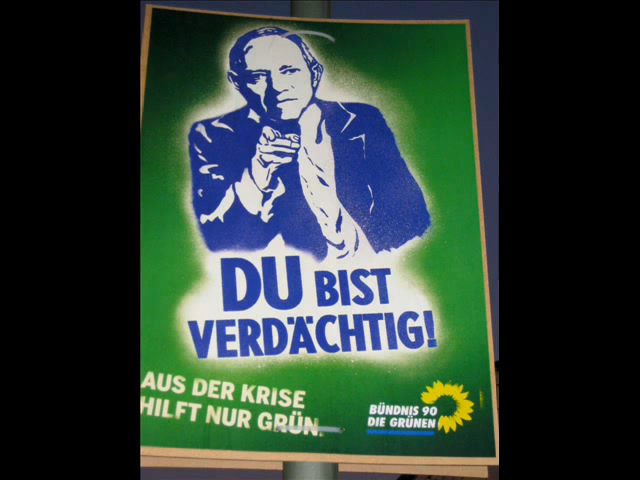 DU BIST
VERDÄCHTIG!
AUS DER KRISE
HILFT NUR GRÜN.
BÜNDNIS 90
DIE GRÜNEN